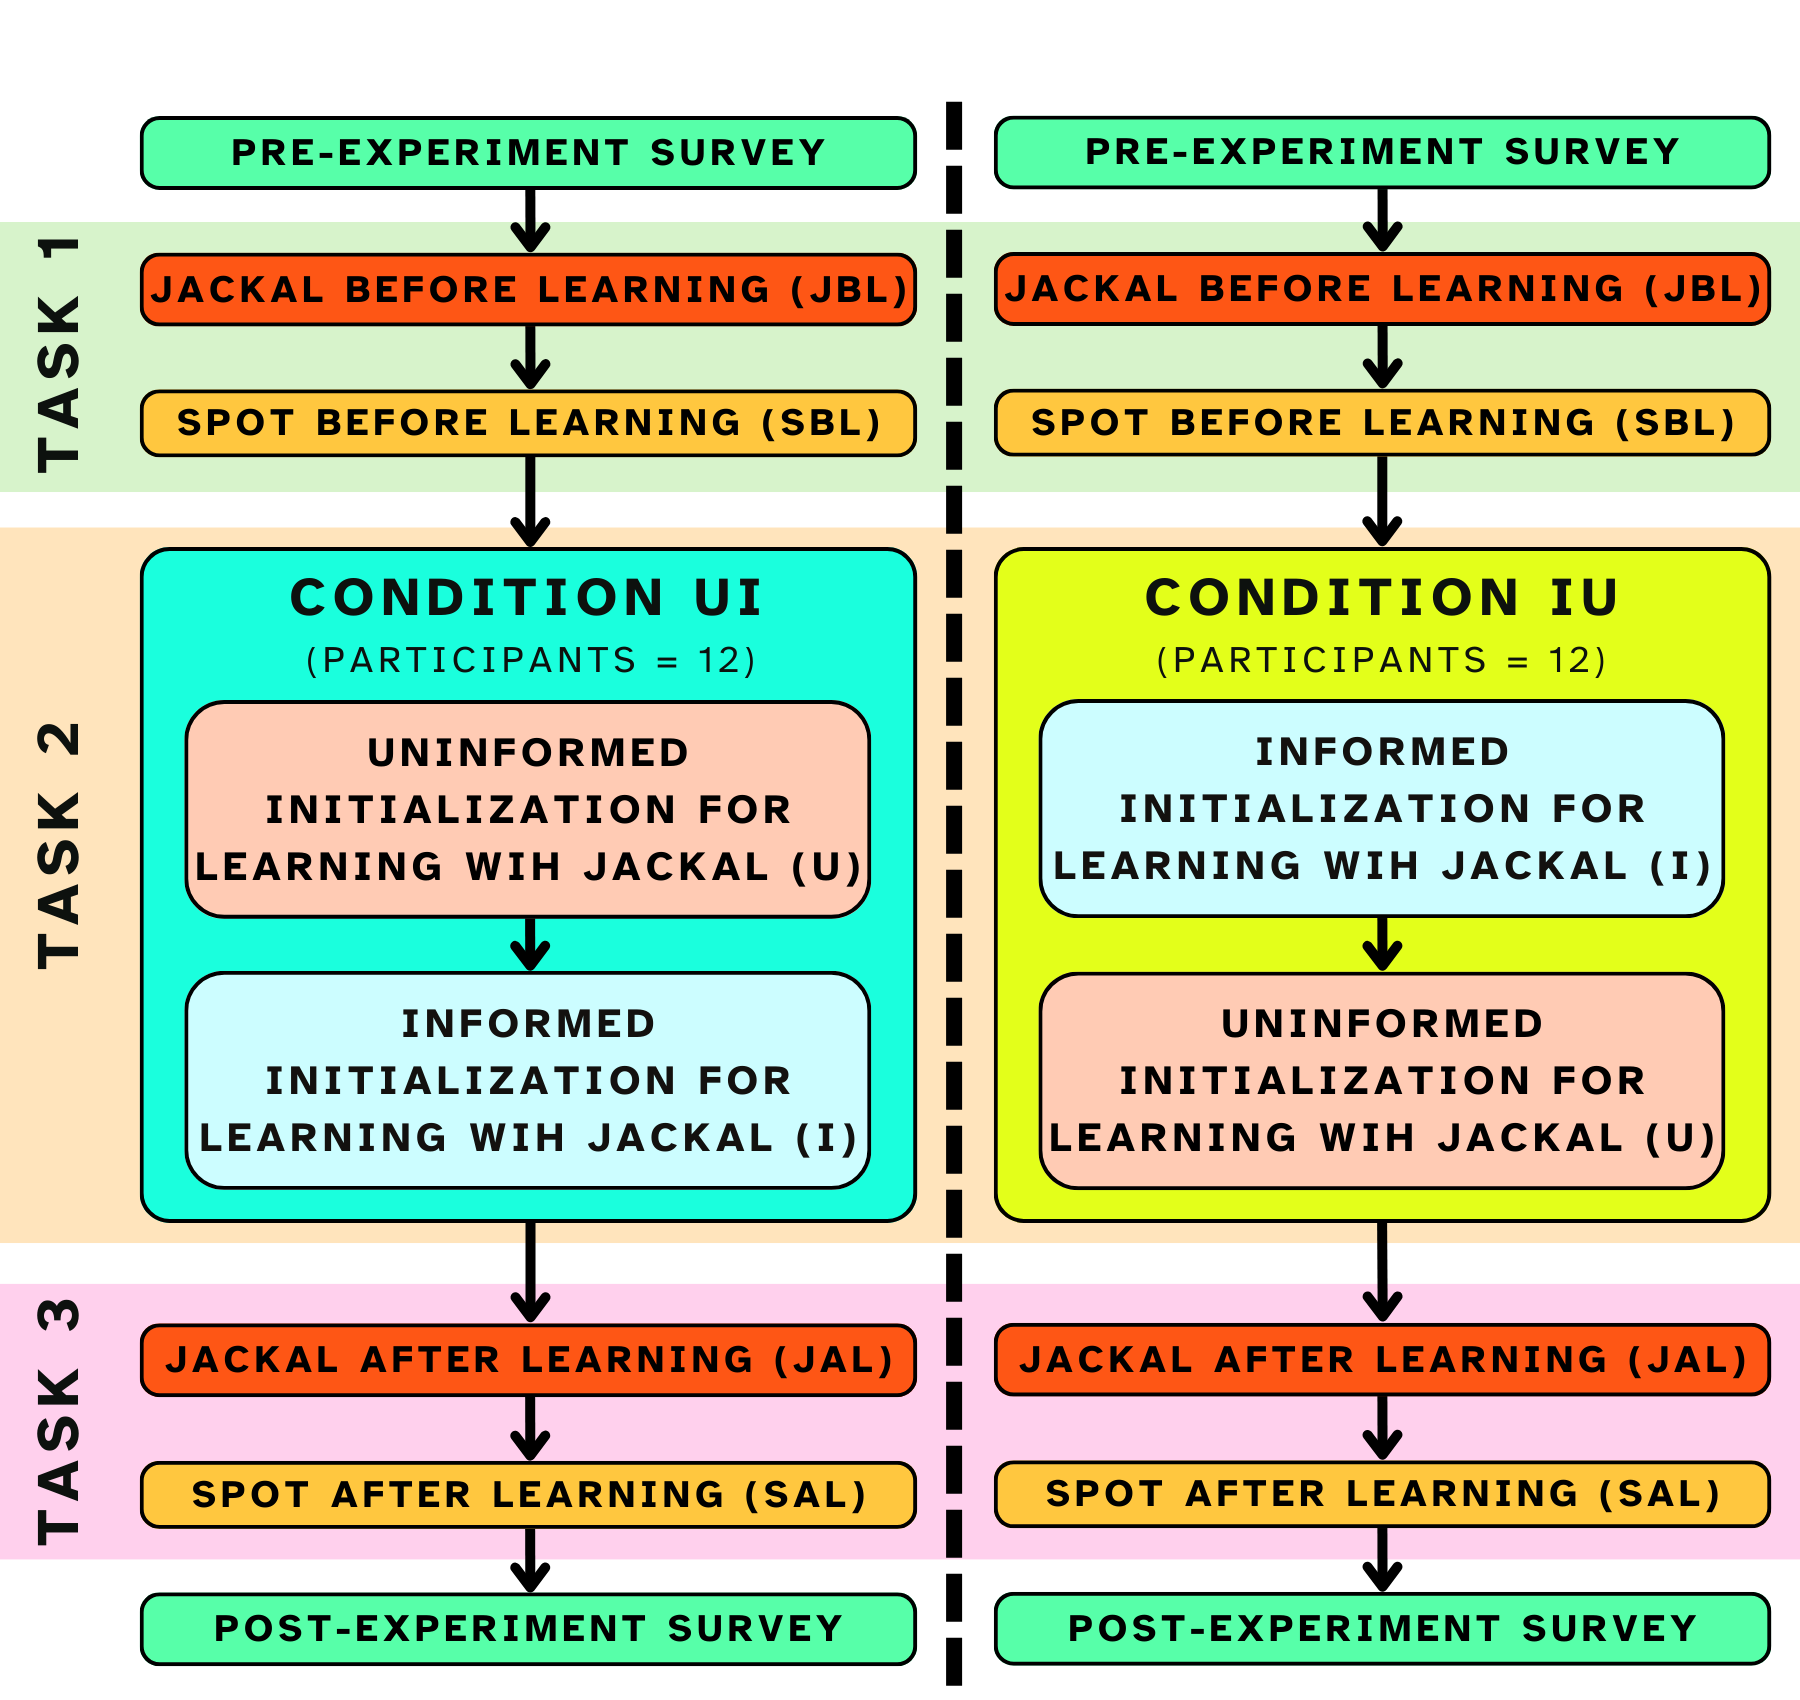 PRE-EXPERIMENT SURVEY
TASK 1
JACKAL BEFORE LEARNING (JBL)
SPOT BEFORE LEARNING (SBL)
TASK 2
CONDITION UI
(PARTICIPANTS = 12)
UNINFORMED
INITIALIZATION FOR
LEARNING WIH JACKAL (U)
INFORMED
INITIALIZATION FOR
LEARNING WIH JACKAL (I)
TASK 3
JACKAL AFTER LEARNING (JAL)
SPOT AFTER LEARNING (SAL)
POST-EXPERIMENT SURVEY
PRE-EXPERIMENT SURVEY
JACKAL BEFORE LEARNING (JBL)
SPOT BEFORE LEARNING (SBL)
CONDITION IU
(PARTICIPANTS = 12)
INFORMED
INITIALIZATION FOR
LEARNING WIH JACKAL (I)
UNINFORMED
INITIALIZATION FOR
LEARNING WIH JACKAL (U)
JACKAL AFTER LEARNING (JAL)
SPOT AFTER LEARNING (SAL)
POST-EXPERIMENT SURVEY